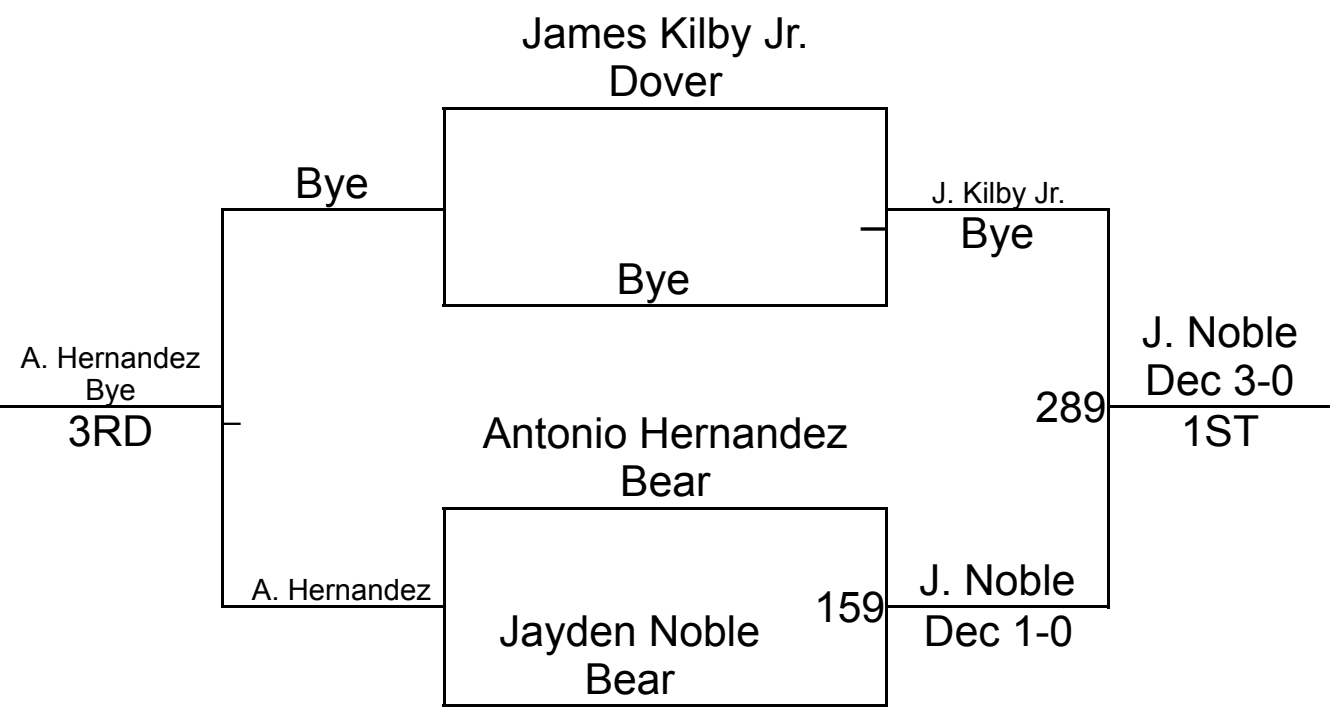 James Kilby Jr.
Dover
Bye
J. Kilby Jr.
Bye
Bye
A. Hernandez
Bye
3RD
J. Noble
Dec 3-0
1ST
289
Antonio Hernandez
Bear
A. Hernandez
159
J. Noble
Dec 1-0
Jayden Noble
Bear